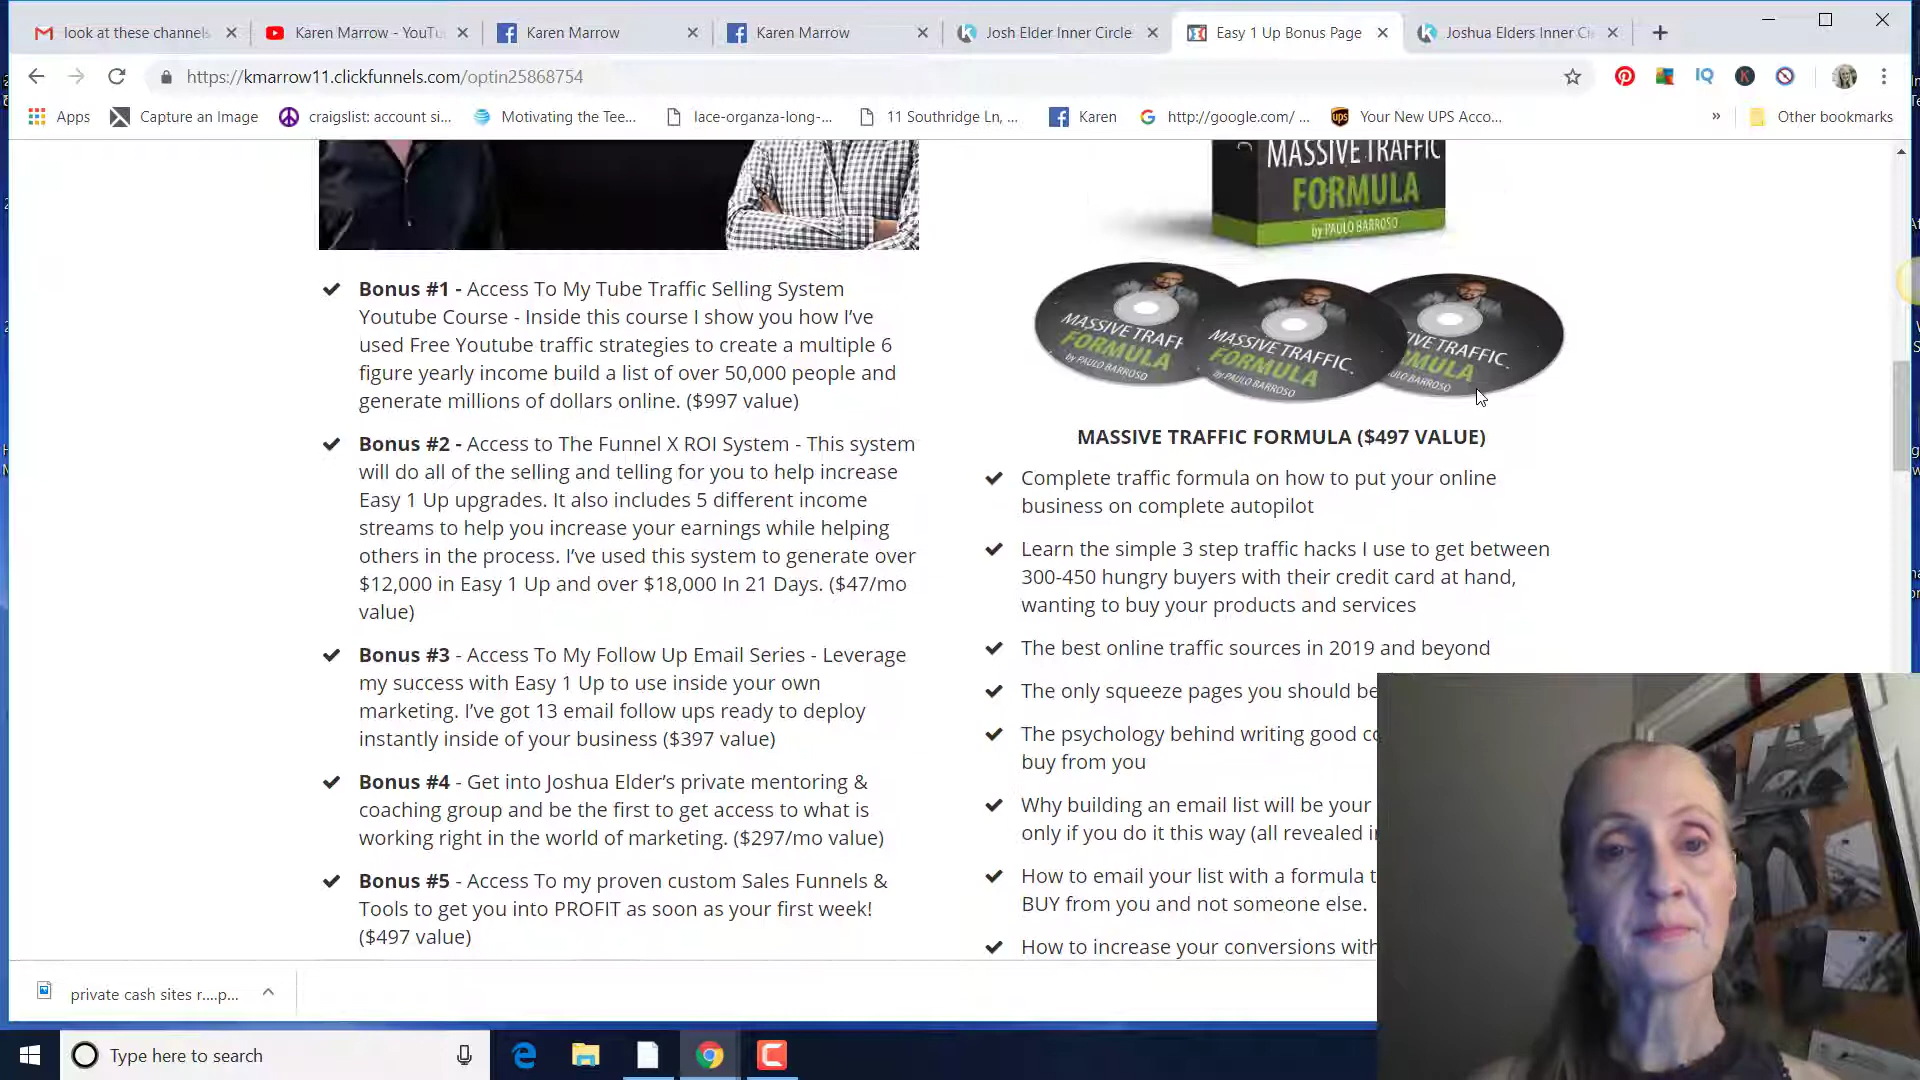 look at these channels
Karen Marrow - YouTu
Karen Marrow
Karen Marrow
Josh Elder Inner Circle
Easy 1 Up Bonus Page
Joshua Elders Inner Ci
https://kmarrow11.clickfunnels.com/optin25868754
Apps
Capture an Image
craigslist: account si...
Motivating the Tee...
lace-organza-long-...
11 Southridge Ln, ...
Karen
http://google.com/ ...
Your New UPS Acco...
»
Other bookmarks
MASSIVE TRAFFIC
FORMULA
by PAULO BARROSO
MASSIVE TRAFF
FORMULA
by PAULO BARROSO
MASSIVE TRAFFIC.
FORMULA
by PAULO BARROSO
IVE TRAFFIC.
RMULA
ULO BARROSO
Bonus #1 - Access To My Tube Traffic Selling System
Youtube Course - Inside this course I show you how I've
used Free Youtube traffic strategies to create a multiple 6
figure yearly income build a list of over 50,000 people and
generate millions of dollars online. ($997 value)
Bonus #2 - Access to The Funnel X ROI System - This system
will do all of the selling and telling for you to help increase
Easy 1 Up upgrades. It also includes 5 different income
streams to help you increase your earnings while helping
others in the process. I've used this system to generate over
$12,000 in Easy 1 Up and over $18,000 In 21 Days. ($47/mo
value)
Bonus #3 - Access To My Follow Up Email Series - Leverage
my success with Easy 1 Up to use inside your own
marketing. I've got 13 email follow ups ready to deploy
instantly inside of your business ($397 value)
Bonus #4 - Get into Joshua Elder's private mentoring &
coaching group and be the first to get access to what is
working right in the world of marketing. ($297/mo value)
Bonus #5 - Access To my proven custom Sales Funnels &
Tools to get you into PROFIT as soon as your first week!
($497 value)
MASSIVE TRAFFIC FORMULA ($497 VALUE)
Complete traffic formula on how to put your online
business on complete autopilot
Learn the simple 3 step traffic hacks I use to get between
300-450 hungry buyers with their credit card at hand,
wanting to buy your products and services
The best online traffic sources in 2019 and beyond
The only squeeze pages you should be
The psychology behind writing good co
buy from you
Why building an email list will be your
only if you do it this way (all revealed i
How to email your list with a formula t
BUY from you and not someone else.
How to increase your conversions with
private cash sites r....p...
Type here to search